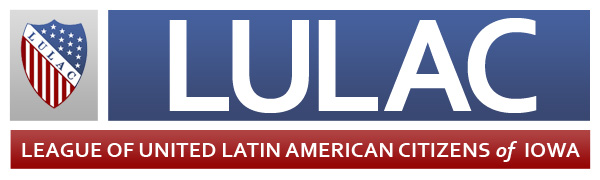 LULAC
LULAC
LEAGUE OF UNITED LATIN AMERICAN CITIZENS of IOWA